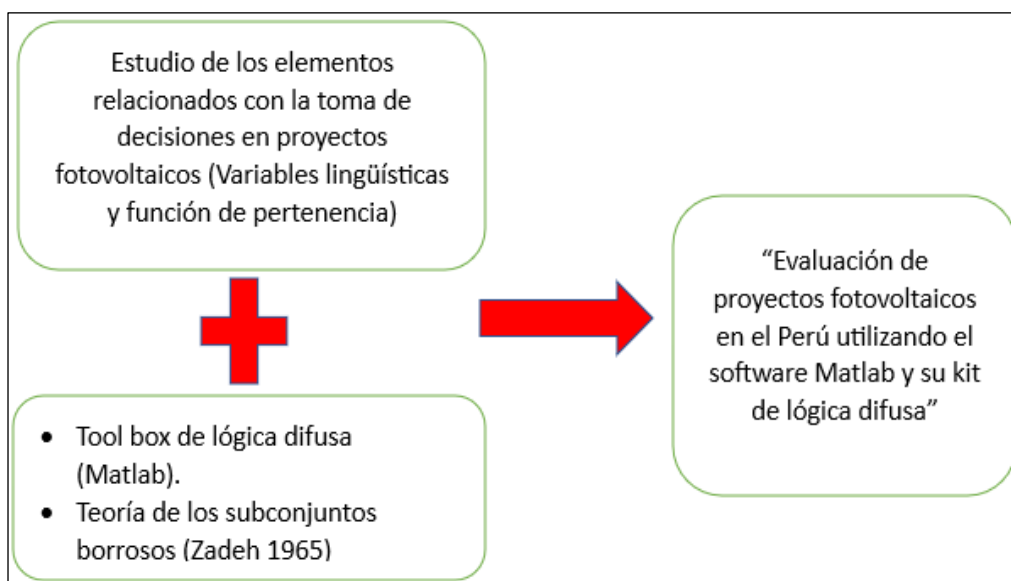 Estudio de los elementos
relacionados con la toma de
decisiones en proyectos
fotovoltaicos (Variables lingüísticas
y función de pertenencia)
• Tool box de lógica difusa
(Matlab).
• Teoría de los subconjuntos
borrosos (Zadeh 1965)
“Evaluación de
proyectos fotovoltaicos
en el Perú utilizando el
software Matlab y su kit
de lógica difusa”